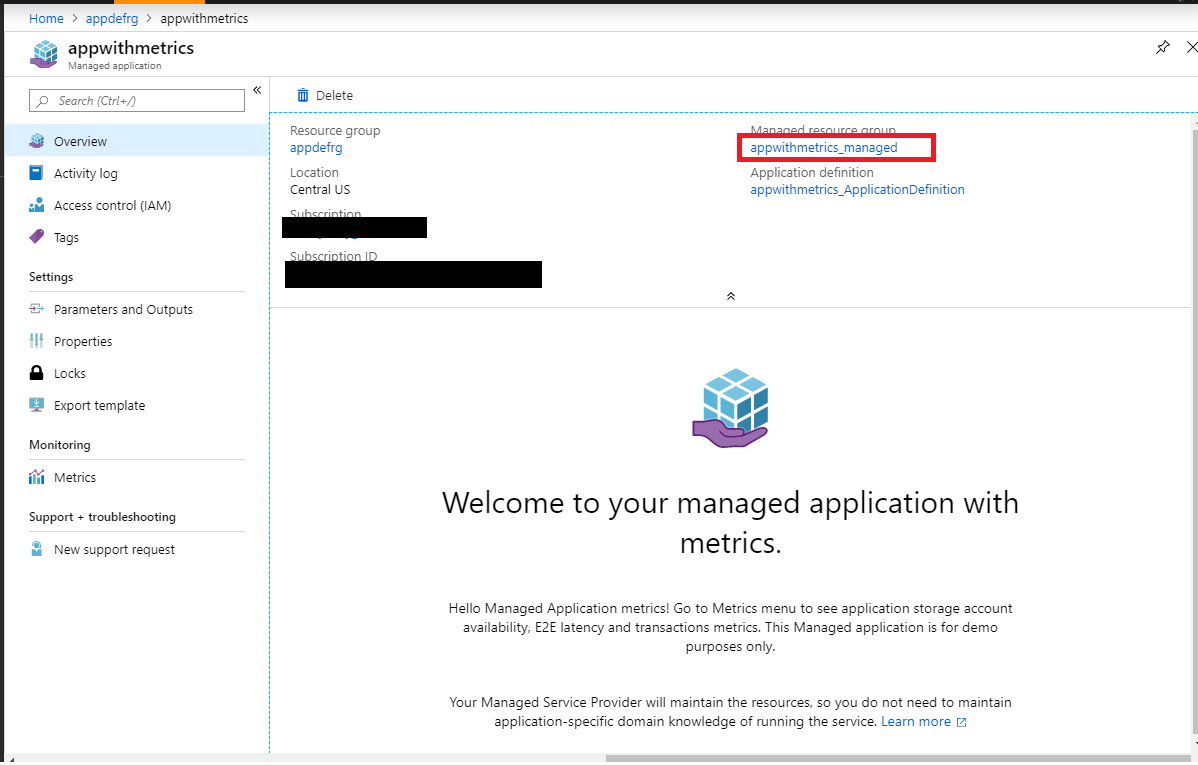 Home > appdefrg > appwithmetrics
appwithmetrics
Managed application
Search (Ctrl+/)
«
Overview
Activity log
Access control (IAM)
Tags
Settings
Parameters and Outputs
Properties
Locks
Export template
Monitoring
Metrics
Support + troubleshooting
New support request
Delete
Resource group
appdefrg
Location
Central US
Subscription
Subscription ID
Managed resource group
appwithmetrics_managed
Application definition
appwithmetrics_ApplicationDefinition
Welcome to your managed application with
metrics.
Hello Managed Application metrics! Go to Metrics menu to see application storage account
availability, E2E latency and transactions metrics. This Managed application is for demo
purposes only.
Your Managed Service Provider will maintain the resources, so you do not need to maintain
application-specific domain knowledge of running the service. Learn more